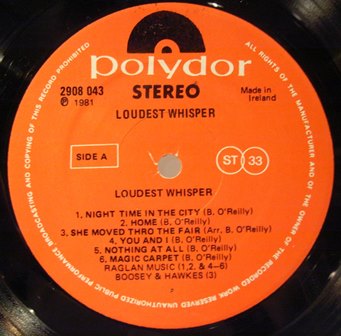 polydor
2908 043
STEREO
Made in
Ireland
℗ 1981
LOUDEST WHISPER
SIDE A
ST 33
LOUDEST WHISPER
1. NIGHT TIME IN THE CITY (B. O'Reilly)
2. HOME (B. O'Reilly)
3. SHE MOVED THRO THE FAIR (Arr. B. O'Reilly)
4. YOU AND I (B. O'Reilly)
5. NOTHING AT ALL (B. O'Reilly)
6. MAGIC CARPET (B. O'Reilly)
RAGLAN MUSIC (1,2, & 4–6)
BOOSEY & HAWKES (3)
ALL RIGHTS OF THE MANUFACTURER AND OF THE OWNER OF THE RECORDED WORK RESERVED UNAUTHORIZED PUBLIC PERFORMANCE BROADCASTING AND COPYING OF THIS RECORD PROHIBITED